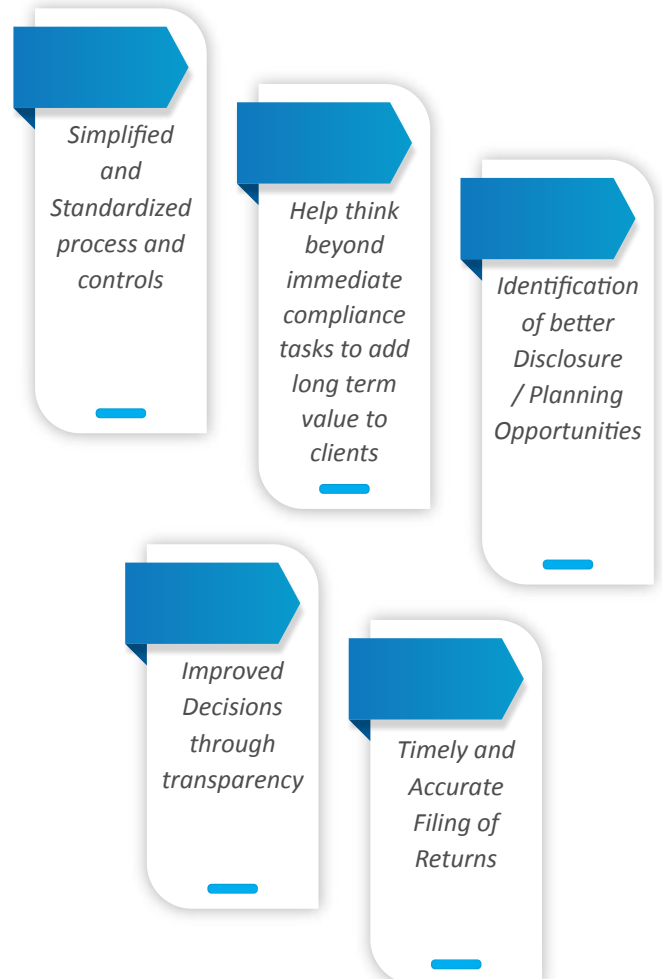 Simplified
and
Standardized
process and
controls
Help think
beyond
immediate
compliance
tasks to add
long term
value to
clients
Identification
of better
Disclosure
/ Planning
Opportunities
Improved
Decisions
through
transparency
Timely and
Accurate
Filing of
Returns